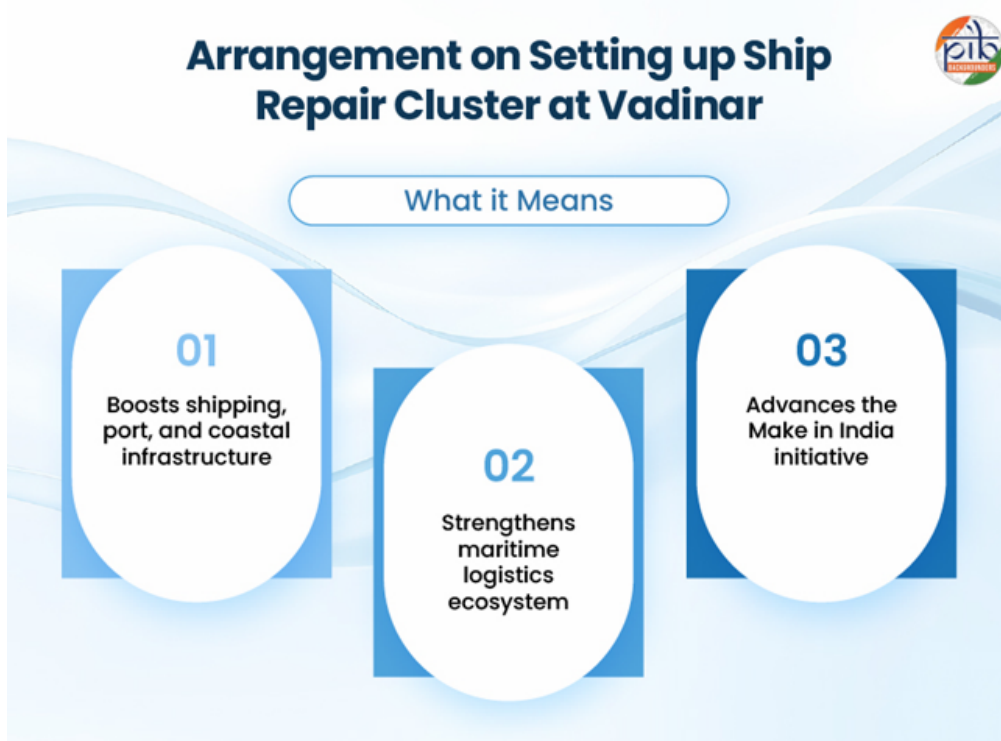 Arrangement on Setting up Ship
Repair Cluster at Vadinar
pib
BACKGROUNDERS
What it Means
01
Boosts shipping,
port, and coastal
infrastructure
02
Strengthens
maritime
logistics
ecosystem
03
Advances the
Make in India
initiative